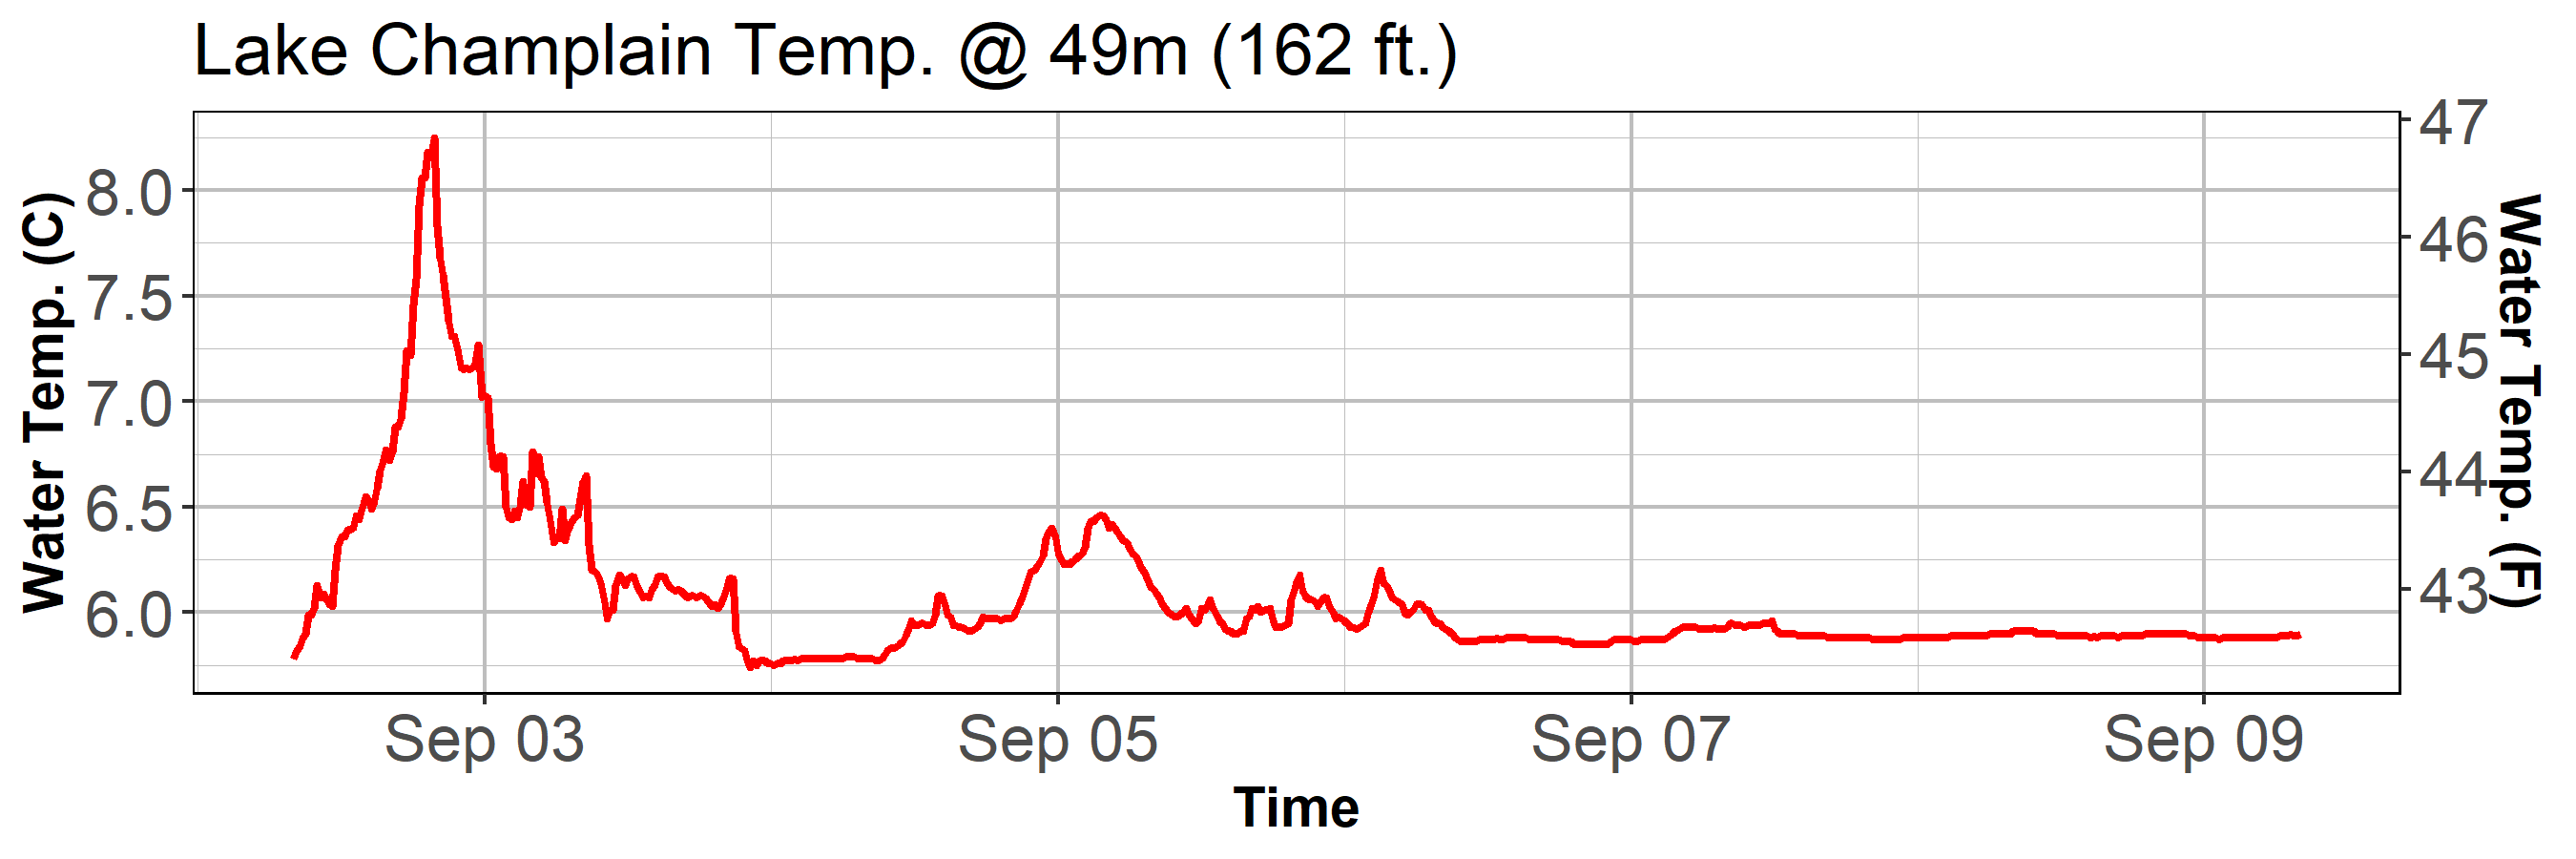 Lake Champlain Temp. @ 49m (162 ft.)
Water Temp. (C)
8.0
7.5
7.0
6.5
6.0
47
46
45
44
43
Water Temp. (F)
Sep 03 Sep 05 Sep 07 Sep 09
Time